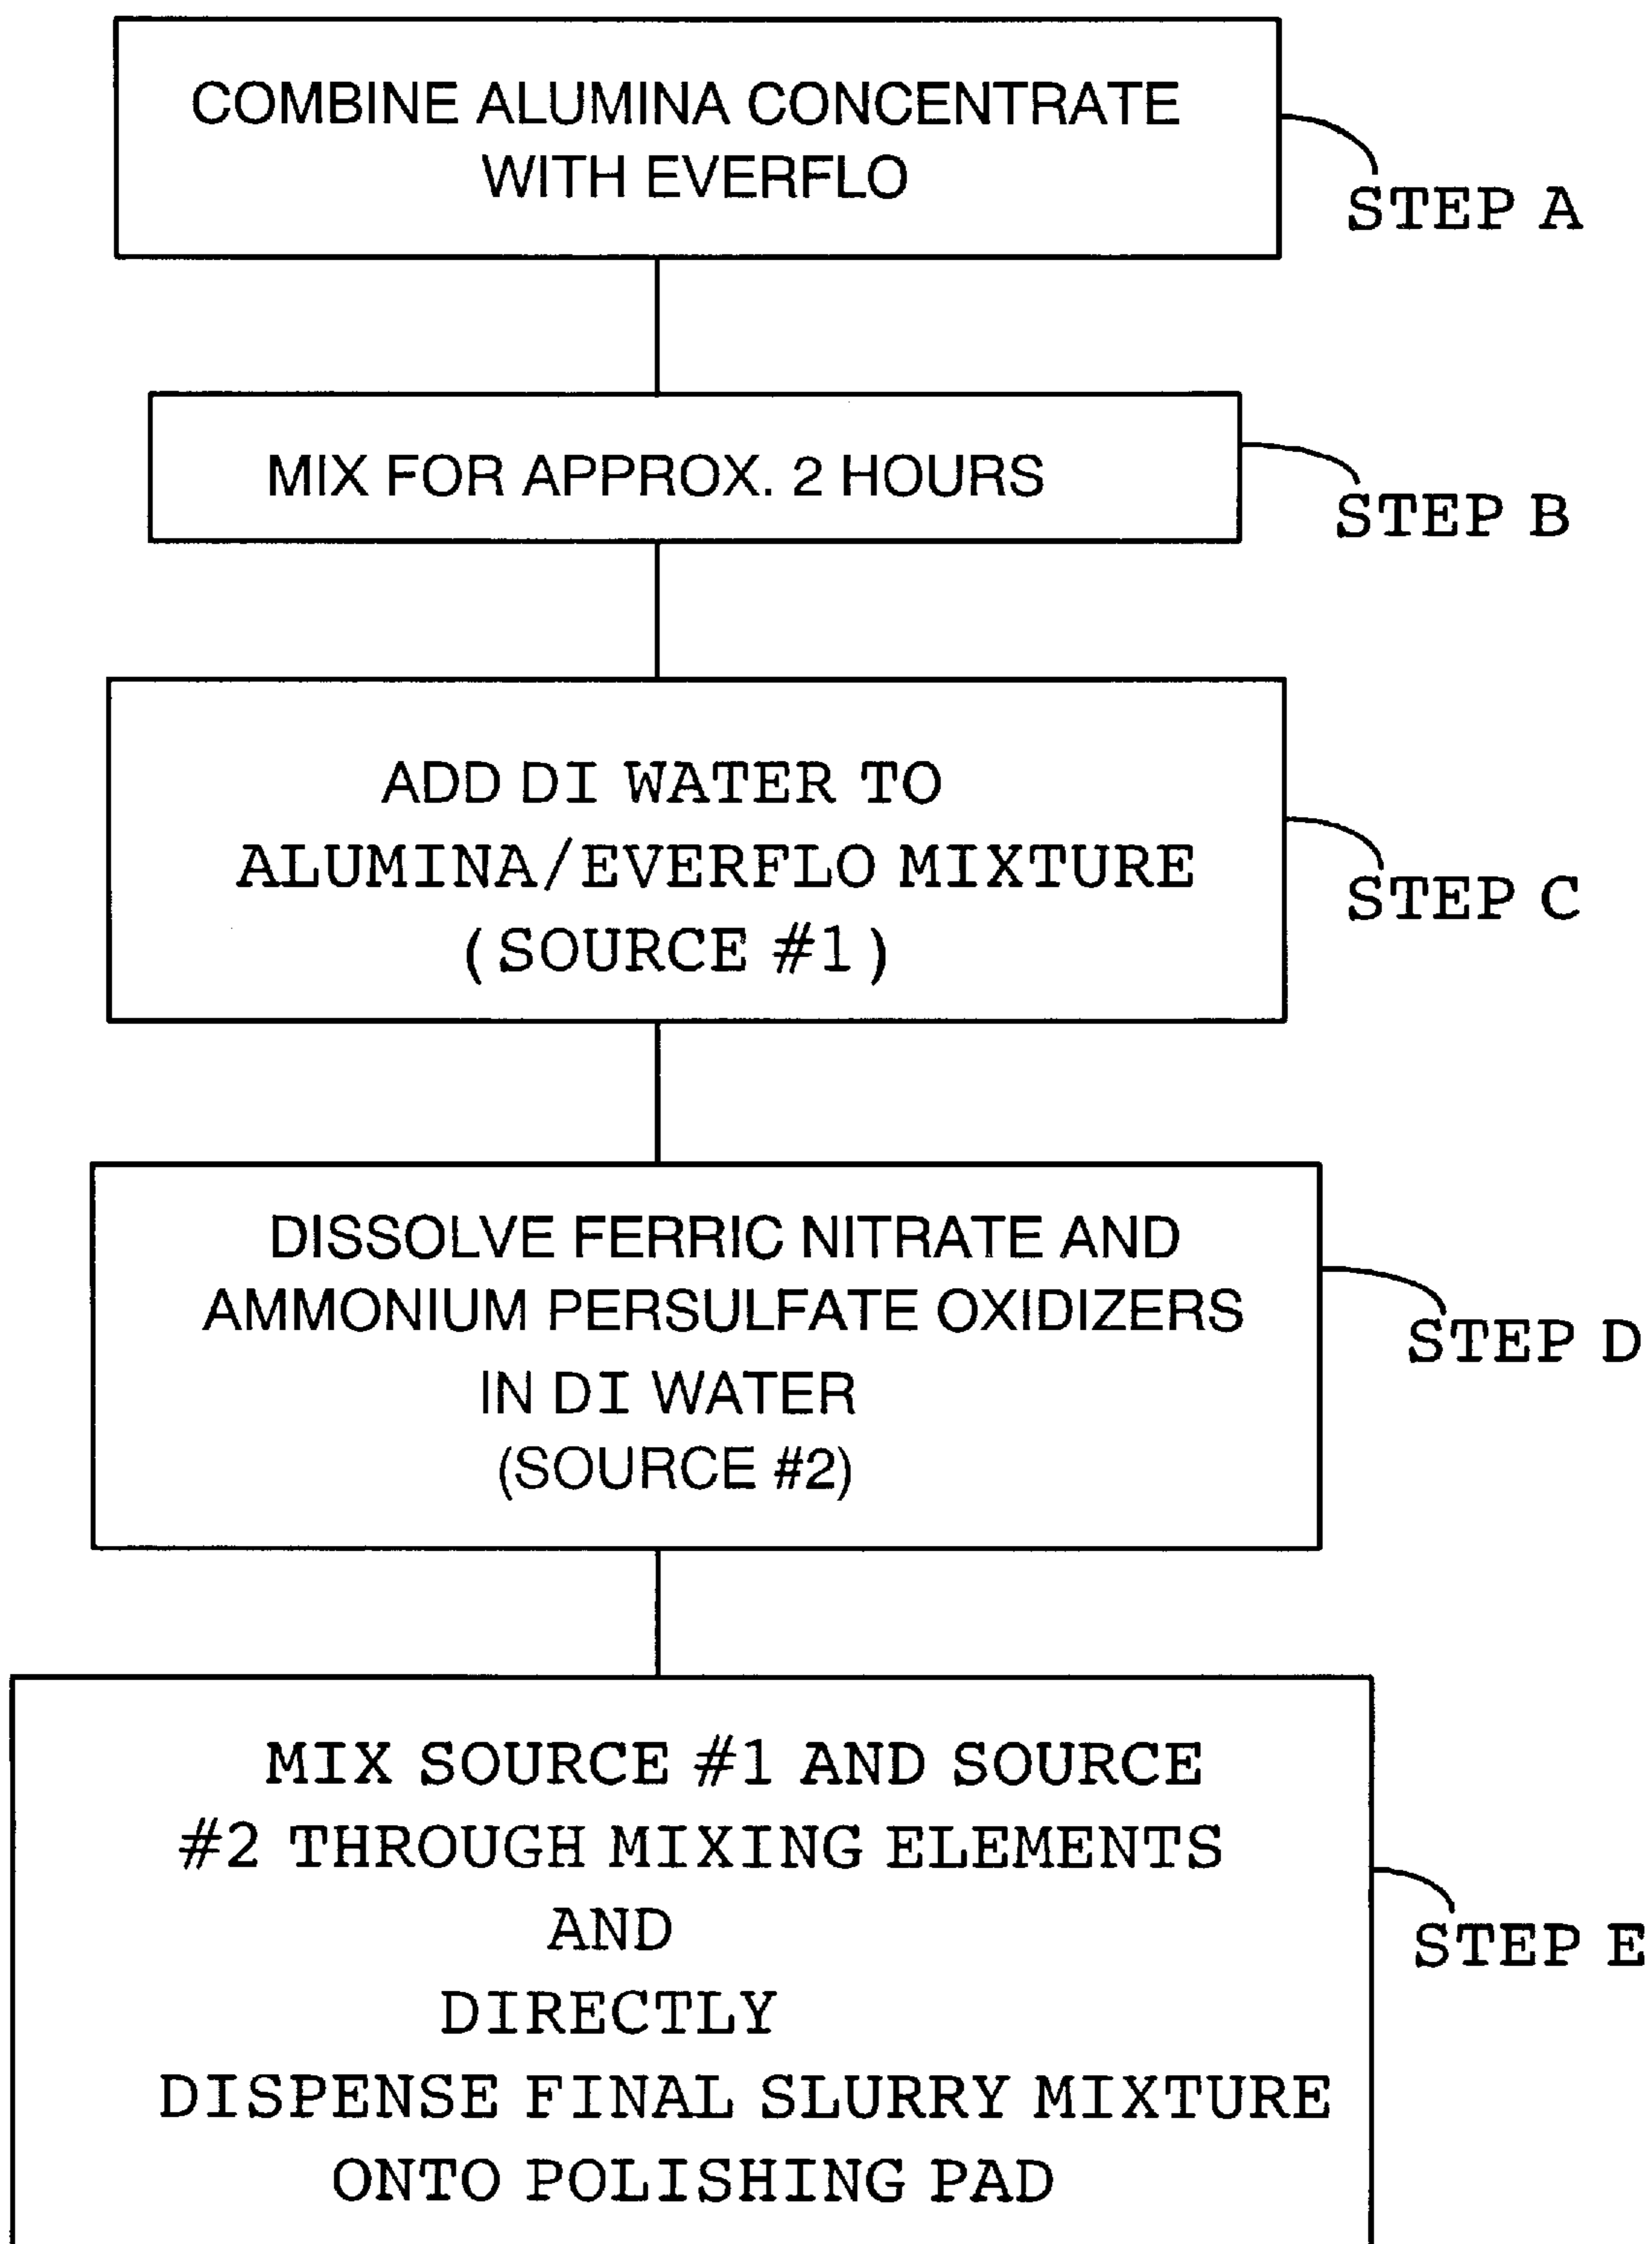 COMBINE ALUMINA CONCENTRATE
WITH EVERFLO
STEP A
MIX FOR APPROX. 2 HOURS
STEP B
ADD DI WATER TO
ALUMINA/EVERFLO MIXTURE
(SOURCE #1)
STEP C
DISSOLVE FERRIC NITRATE AND
AMMONIUM PERSULFATE OXIDIZERS
IN DI WATER
(SOURCE #2)
STEP D
MIX SOURCE #1 AND SOURCE
#2 THROUGH MIXING ELEMENTS
AND
DIRECTLY
DISPENSE FINAL SLURRY MIXTURE
ONTO POLISHING PAD
STEP E